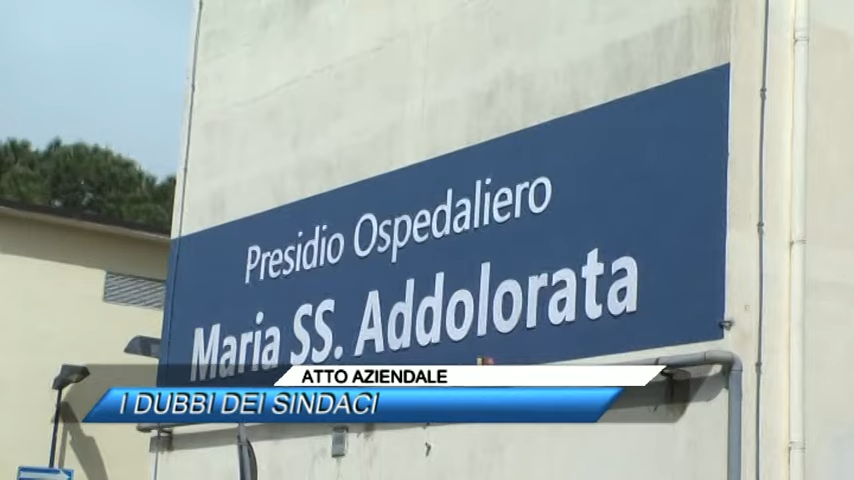 Presidio Ospedaliero
Maria SS. Addolorata
ATTO AZIENDALE
I DUBBI DEI SINDACI